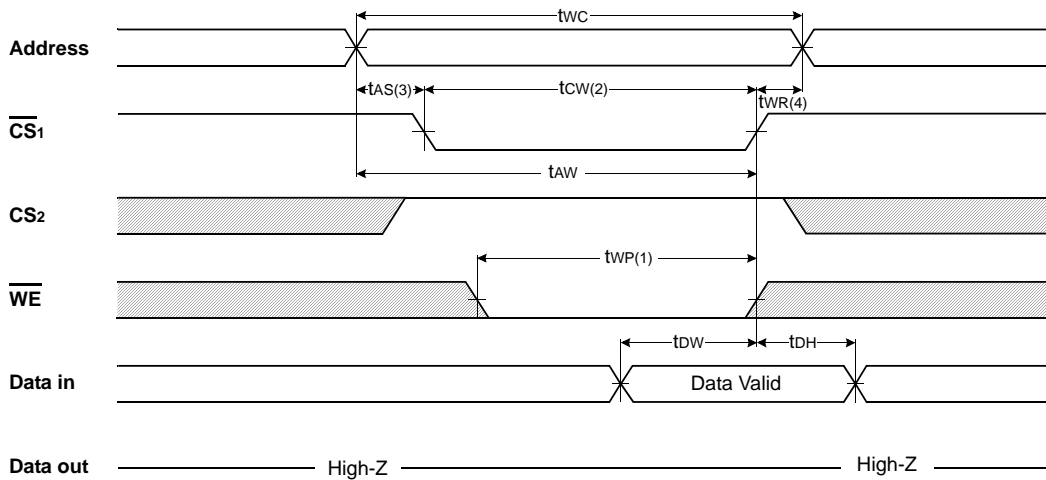 tWC
Address
tAS(3) tCW(2) tWR(4)
CS1
tAW
CS2
tWP(1)
WE
tDW tDH
Data in Data Valid
Data out High-Z High-Z